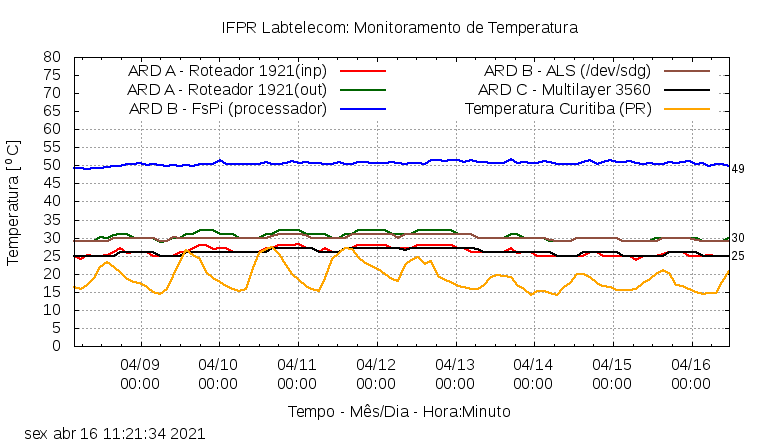 IFPR Labtelecom: Monitoramento de Temperatura
ARD A - Roteador 1921(inp)
ARD A - Roteador 1921(out)
ARD B - FsPi (processador)
ARD B - ALS (/dev/sdg)
ARD C - Multilayer 3560
Temperatura Curitiba (PR)
Temperatura [ °C]
80
75
70
65
60
55
50
45
40
35
30
25
20
15
10
5
0
49
30
25
04/09 04/10 04/11 04/12 04/13 04/14 04/15 04/16
00:00 00:00 00:00 00:00 00:00 00:00 00:00 00:00
Tempo - Mês/Dia - Hora:Minuto
sex abr 16 11:21:34 2021